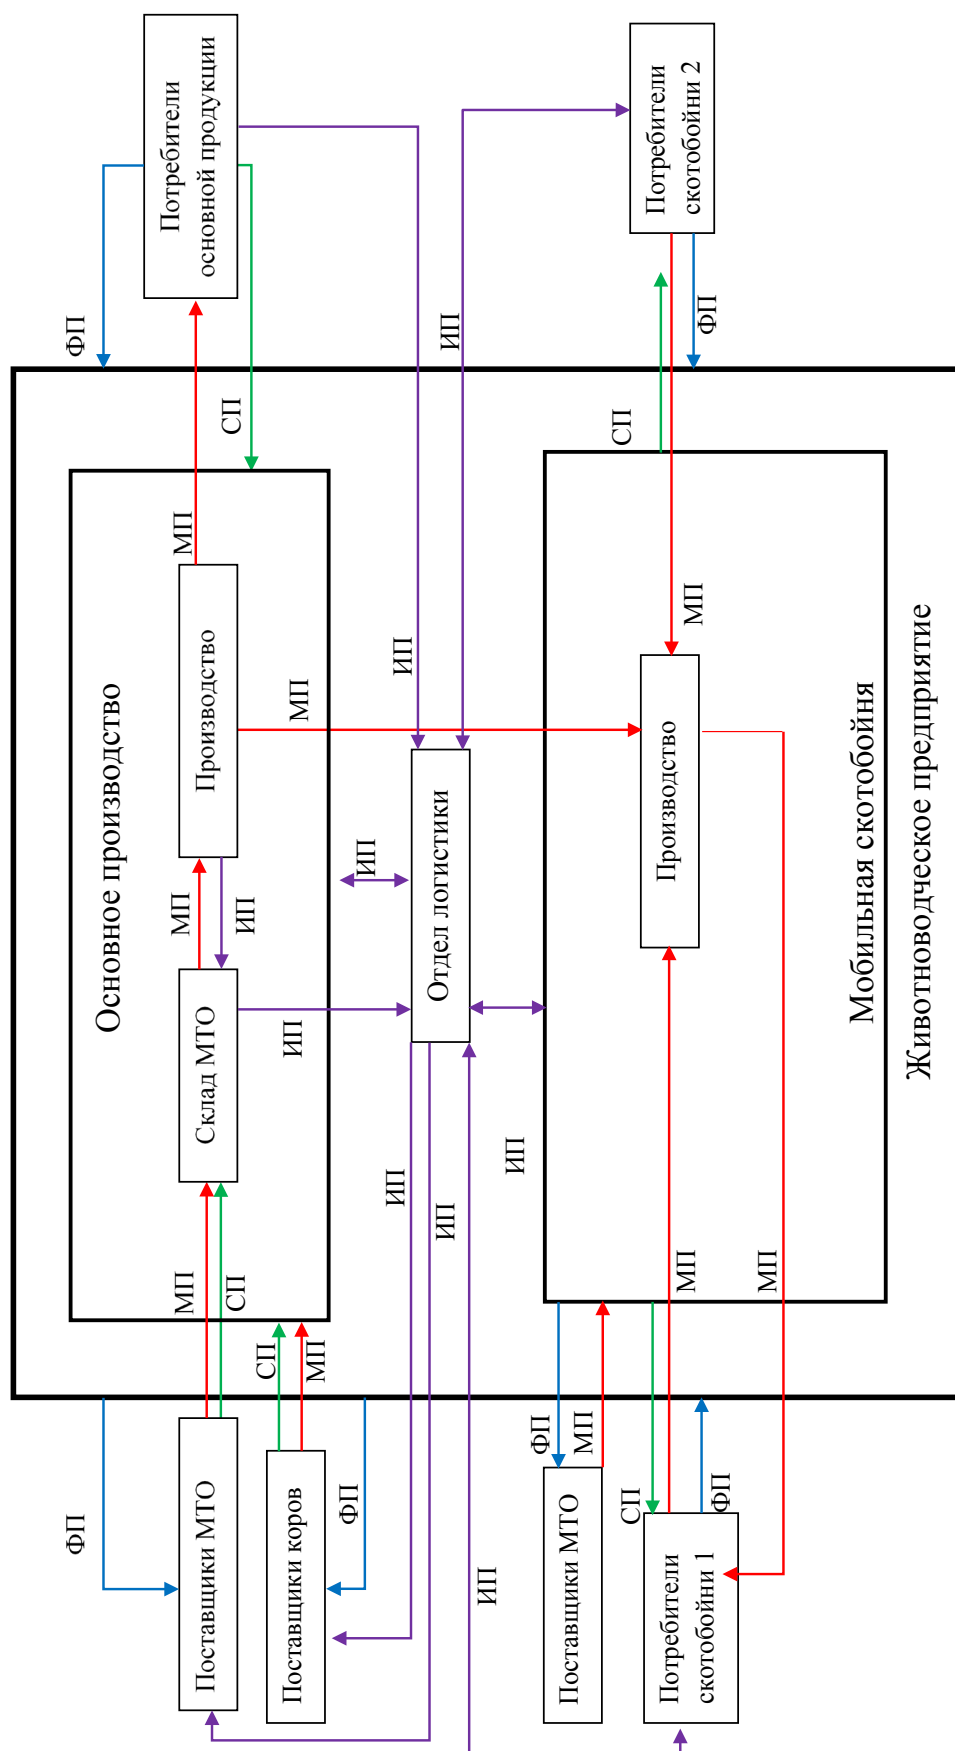 ФП
ФП
Основное производство
Потребители
основной продукции
МП
МП
МП
Поставщики МТО
Склад МТО
Производство
СП
ИП
СП
СП
Поставщики коров
ИП
МП
МП
ФП
ИП
ИП
ИП
ИП
Отдел логистики
ИП
ИП
ИП
ФП
Поставщики МТО
МП
СП
СП
Потребители
скотобойни 2
Производство
МП
МП
ФП
Потребители
скотобойни 1
ФП
МП
Мобильная скотобойня
Животноводческое предприятие